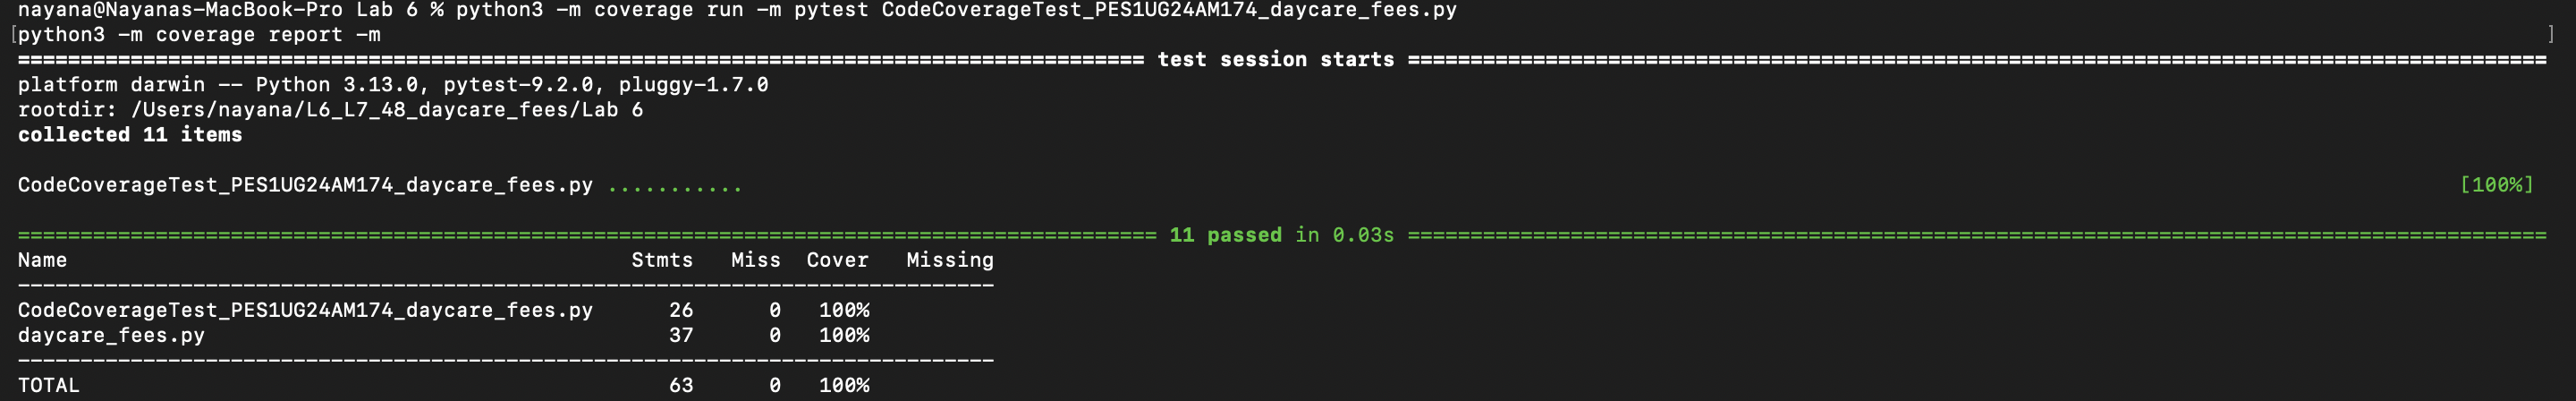 nayana@Nayanas-MacBook-Pro Lab 6 % python3 -m coverage run -m pytest CodeCoverageTest_PES1UG24AM174_daycare_fees.py
[python3 -m coverage report -m ]
=========================================================================================== test session starts ============================================================================================
platform darwin -- Python 3.13.0, pytest-9.2.0, pluggy-1.7.0
rootdir: /Users/nayana/L6_L7_48_daycare_fees/Lab 6
collected 11 items
CodeCoverageTest_PES1UG24AM174_daycare_fees.py ........... [100%]
============================================================================================ 11 passed in 0.03s ============================================================================================
Name Stmts Miss Cover Missing
------------------------------------------------------------------------------
CodeCoverageTest_PES1UG24AM174_daycare_fees.py 26 0 100%
daycare_fees.py 37 0 100%
------------------------------------------------------------------------------
TOTAL 63 0 100%